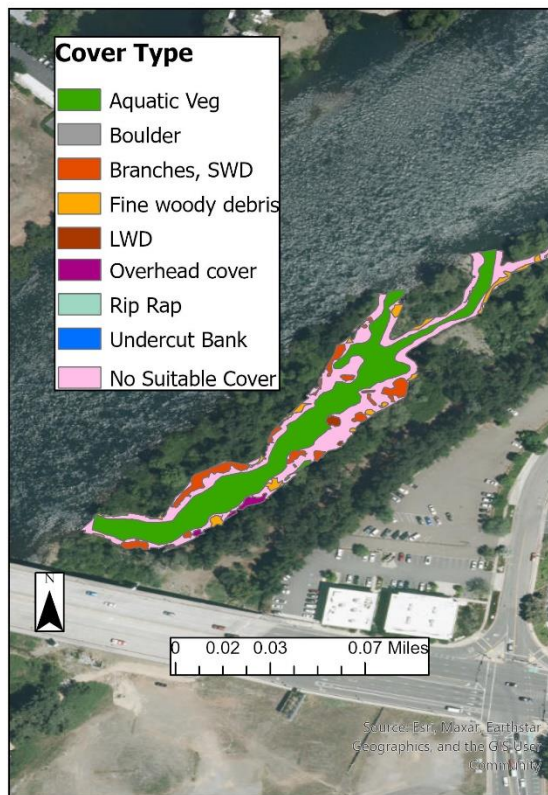 Cover Type
Aquatic Veg
Boulder
Branches, SWD
Fine woody debris
LWD
Overhead cover
Rip Rap
Undercut Bank
No Suitable Cover
N
0 0.02 0.03 0.07 Miles
Source: Esri, Maxar, Earthstar
Geographics, and the GIS User
Community